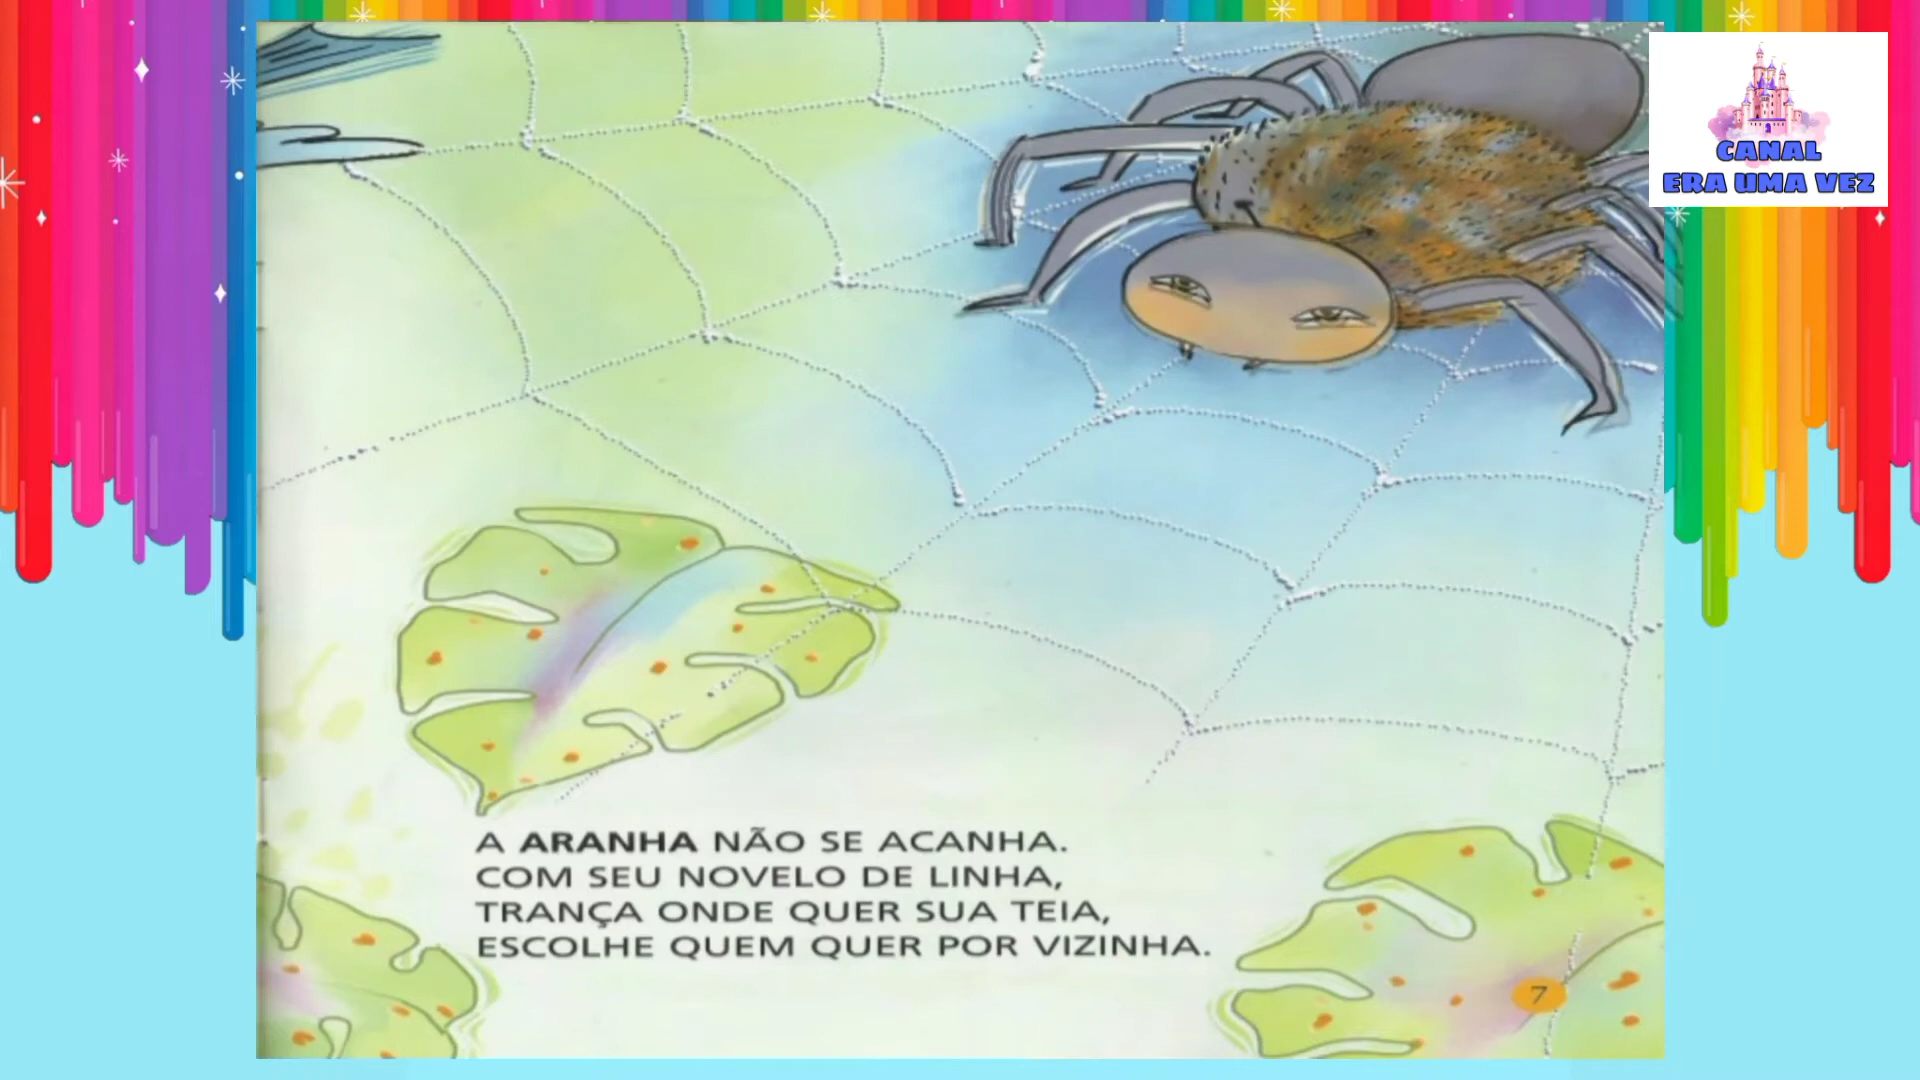 CANAL
ERA UMA VEZ
A ARANHA NÃO SE ACANHA.
COM SEU NOVELO DE LINHA,
TRANÇA ONDE QUER SUA TEIA,
ESCOLHE QUEM QUER POR VIZINHA.
7